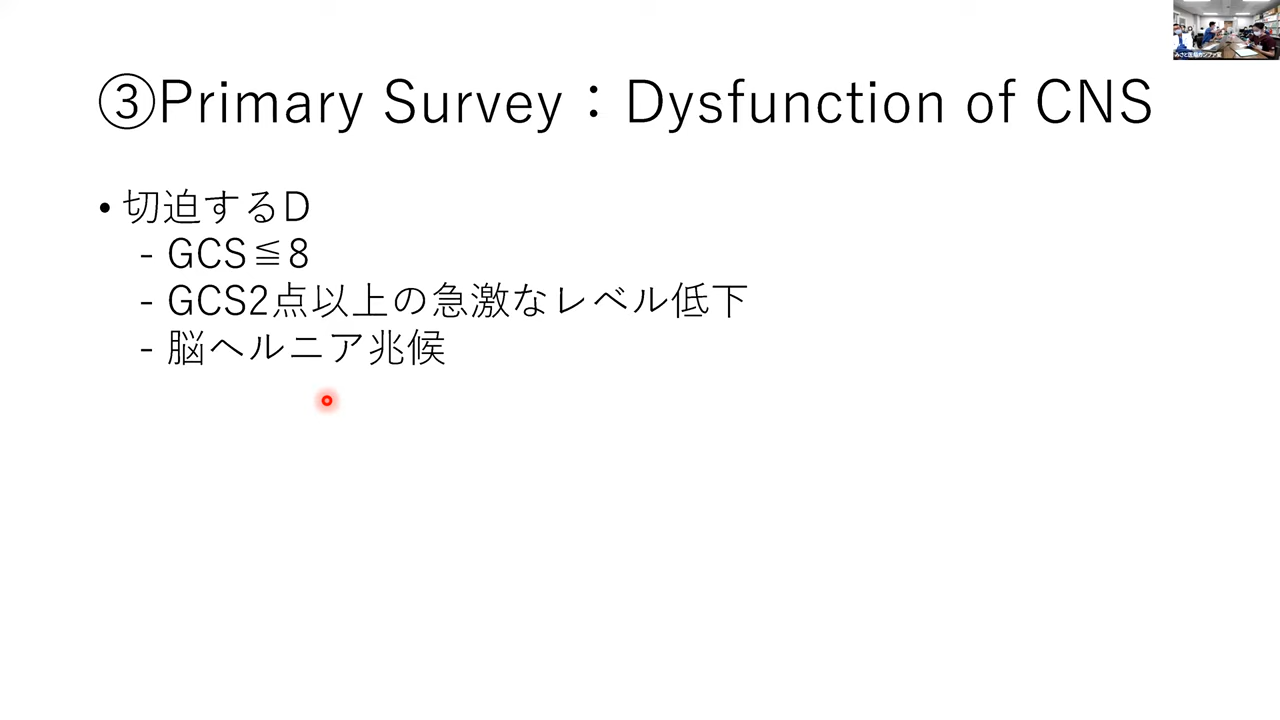 ③Primary Survey：Dysfunction of CNS
• 切迫するD
- GCS≦8
- GCS2点以上の急激なレベル低下
- 脳ヘルニア兆候